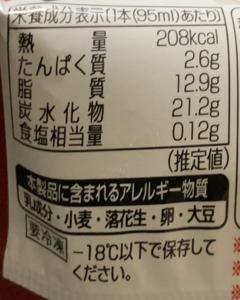 栄養成分表示(1本(95ml)あたり)
熱量 208kcal
たんぱく質 2.6g
脂質 12.9g
炭水化物 21.2g
食塩相当量 0.12g
(推定値)
本製品に含まれるアレルギー物質
乳成分・小麦・落花生・卵・大豆
要冷凍 −18℃以下で保存して
ください。